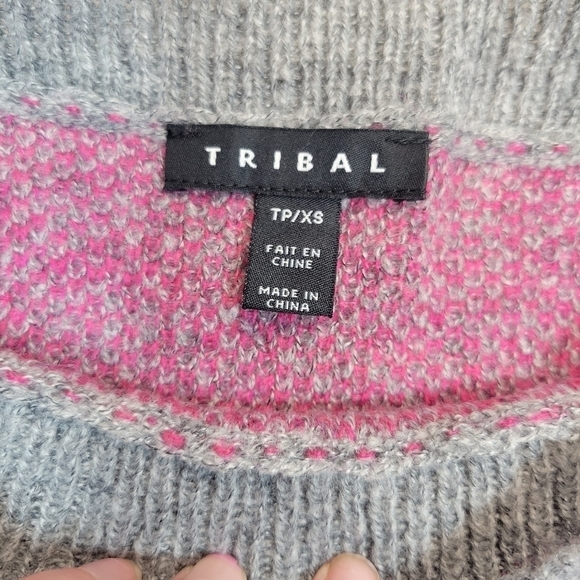 TRIBAL
TP/XS
FAIT EN
CHINE
MADE IN
CHINA